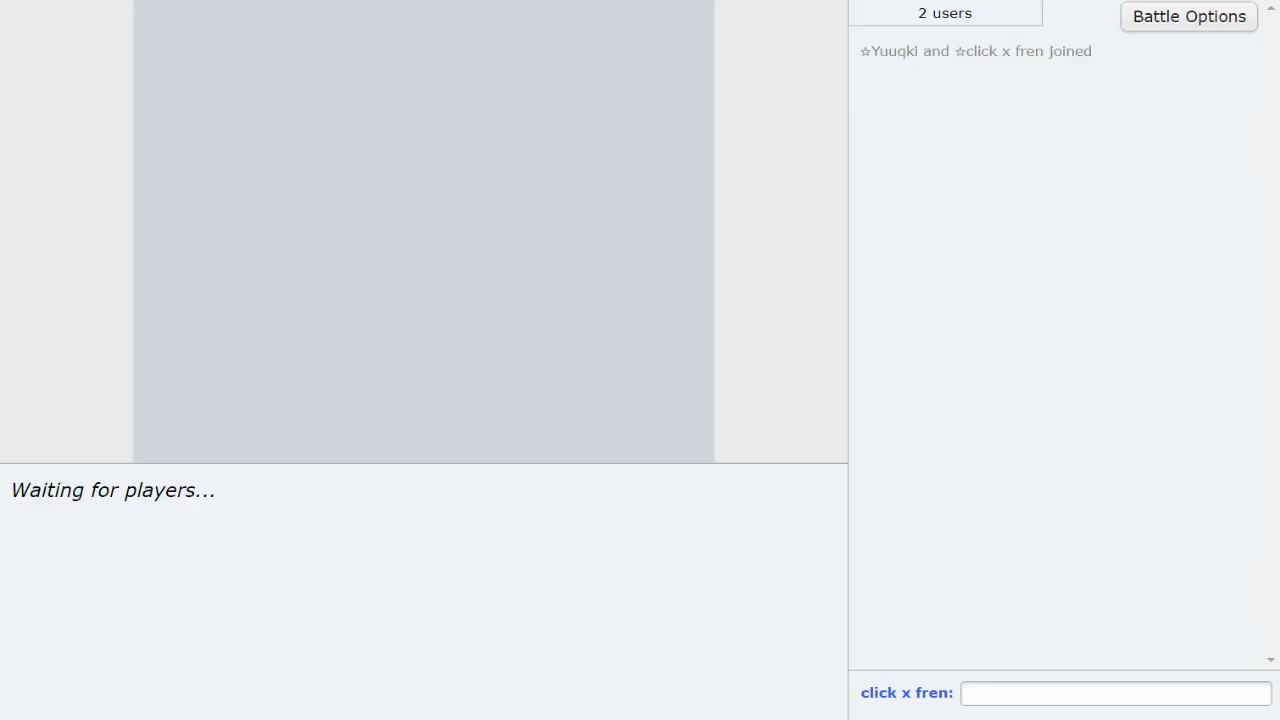 2 users
Battle Options
☆Yuuqki and ☆click x fren joined
Waiting for players...
click x fren: